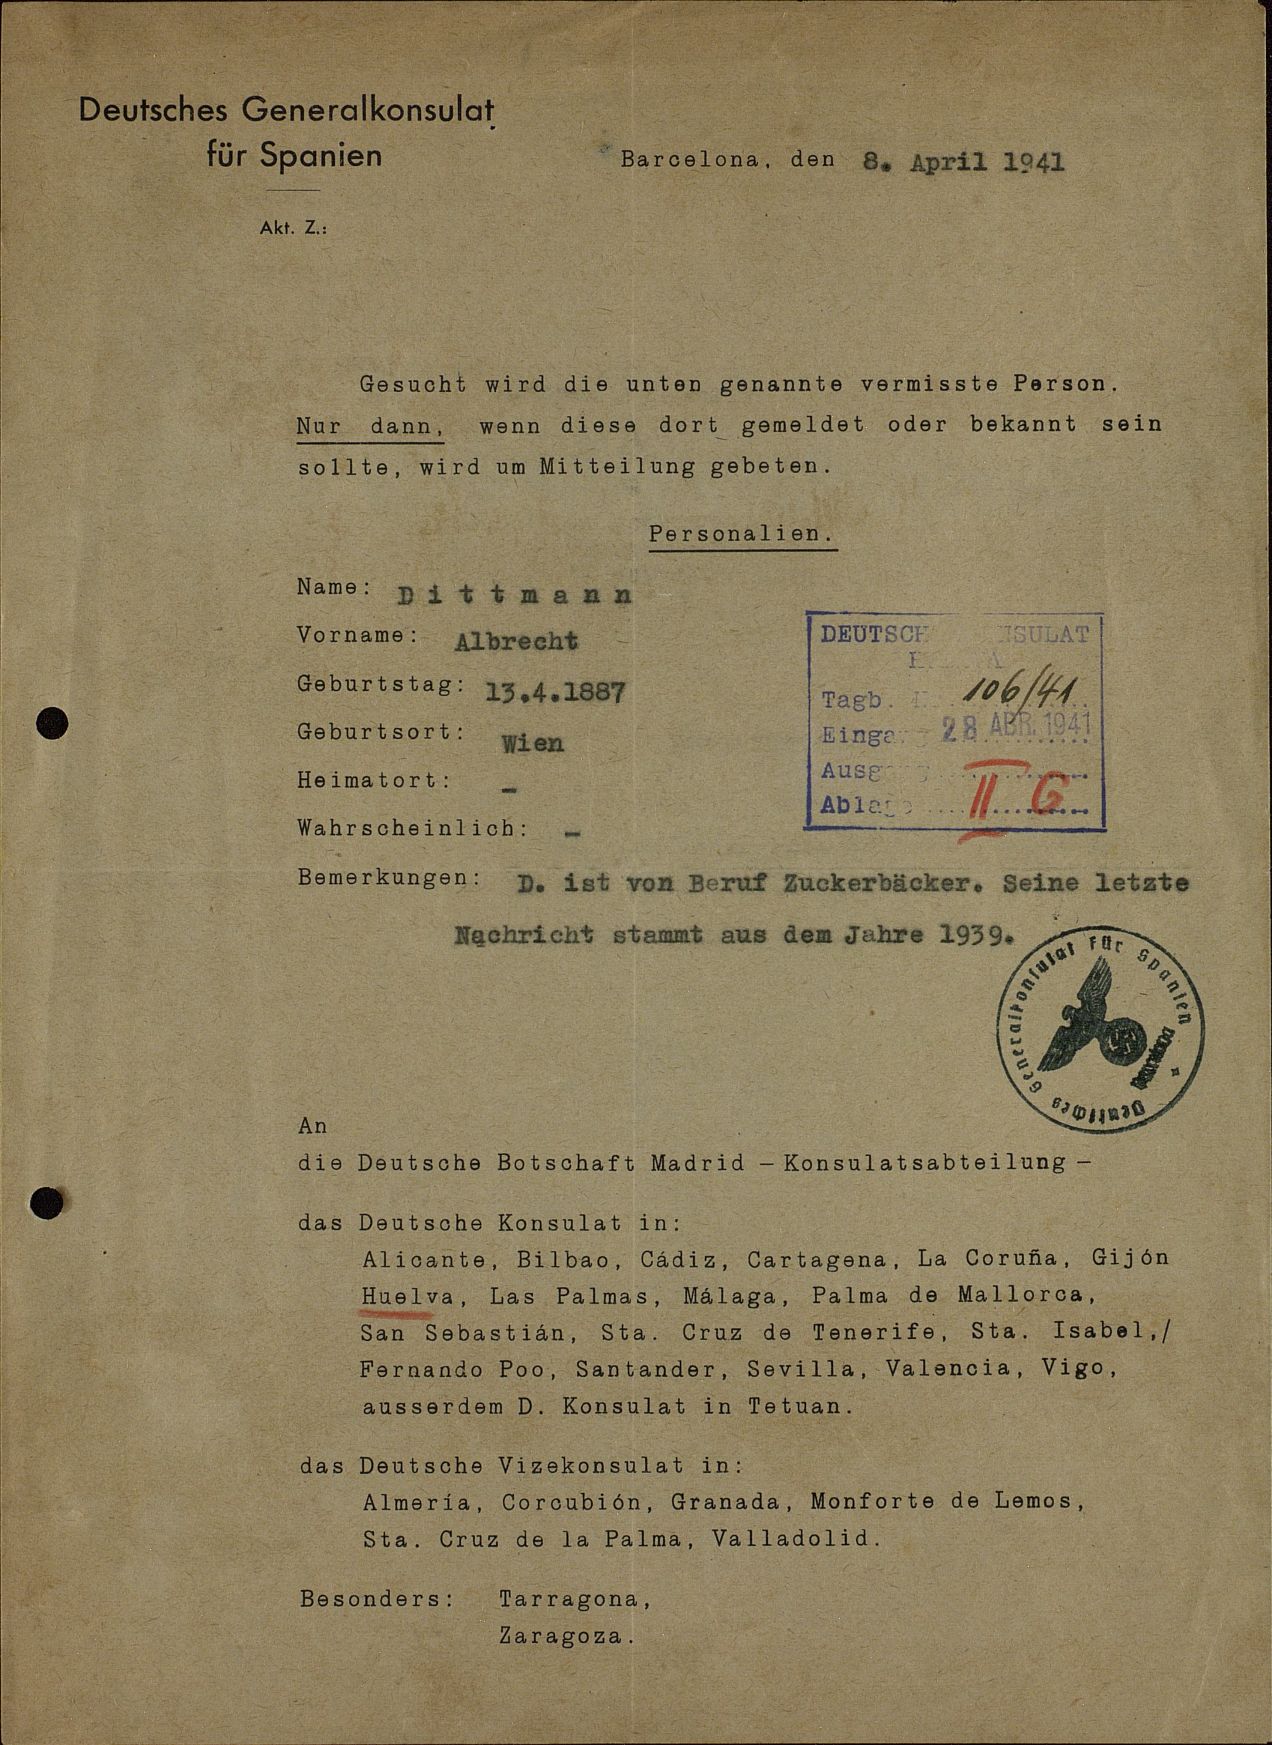 Deutsches Generalkonsulat
für Spanien
Barcelona, den 8. April 1941
Akt. Z.:
Gesucht wird die unten genannte vermisste Person.
Nur dann, wenn diese dort gemeldet oder bekannt sein
sollte, wird um Mitteilung gebeten.
Personalien.
Name: Dittmann
Vorname: Albrecht
Geburtstag: 13.4.1887
Geburtsort: Wien
Heimatort: -
Wahrscheinlich: -
DEUTSCH
Tagb. 106/41
28 ABR. 1941
II G
Bemerkungen: D. ist von Beruf Zuckerbäcker. Seine letzte
Nachricht stammt aus dem Jahre 1939.
Deutsches Generalkonsulat für Spanien
An
die Deutsche Botschaft Madrid – Konsulatsabteilung –
das Deutsche Konsulat in:
Alicante, Bilbao, Cádiz, Cartagena, La Coruña, Gijón
Huelva, Las Palmas, Málaga, Palma de Mallorca,
San Sebastián, Sta. Cruz de Tenerife, Sta. Isabel,/
Fernando Poo, Santander, Sevilla, Valencia, Vigo,
ausserdem D. Konsulat in Tetuan.
das Deutsche Vizekonsulat in:
Almería, Corcubión, Granada, Monforte de Lemos,
Sta. Cruz de la Palma, Valladolid.
Besonders: Tarragona,
Zaragoza.